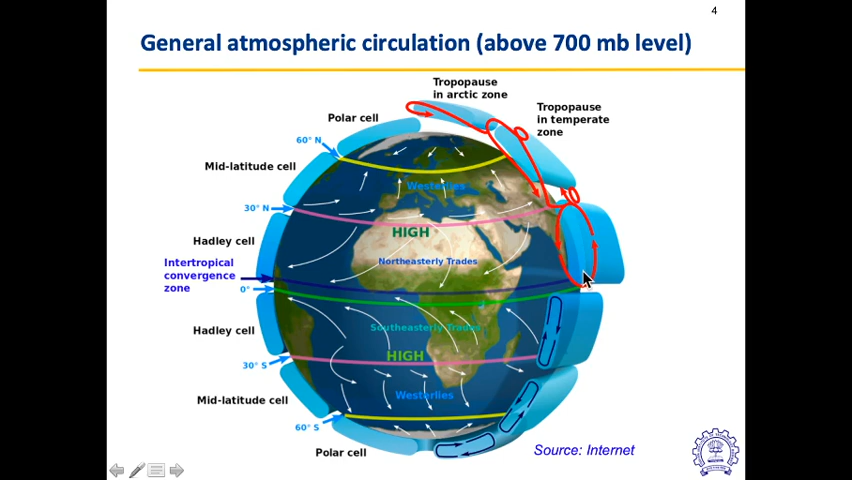 4
General atmospheric circulation (above 700 mb level)
Tropopause
in arctic zone
Tropopause
in temperate
zone
Polar cell
60° N
Mid-latitude cell
Westerlies
30° N
HIGH
Hadley cell
Northeasterly Trades
Intertropical
convergence
zone
0°
Southeasterly Trades
Hadley cell
HIGH
30° S
Westerlies
Mid-latitude cell
60° S
Polar cell
Source: Internet